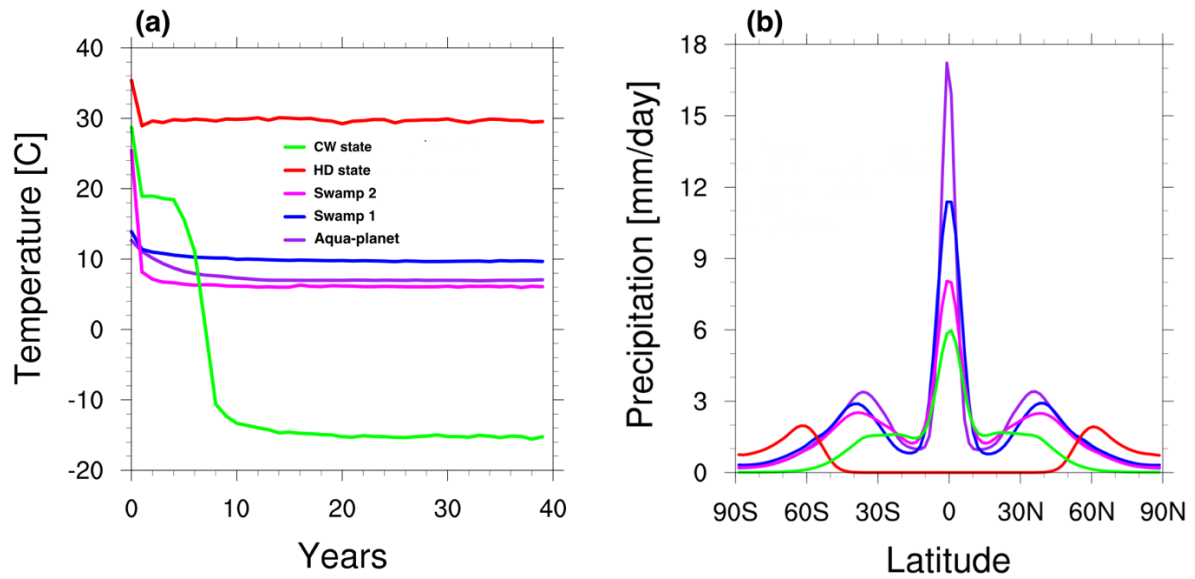 (a)
Temperature [C]
40
30
20
10
0
-10
-20
CW state
HD state
Swamp 2
Swamp 1
Aqua-planet
0
10
20
30
40
Years
(b)
Precipitation [mm/day]
18
15
12
9
6
3
0
90S
60S
30S
0
30N
60N
90N
Latitude